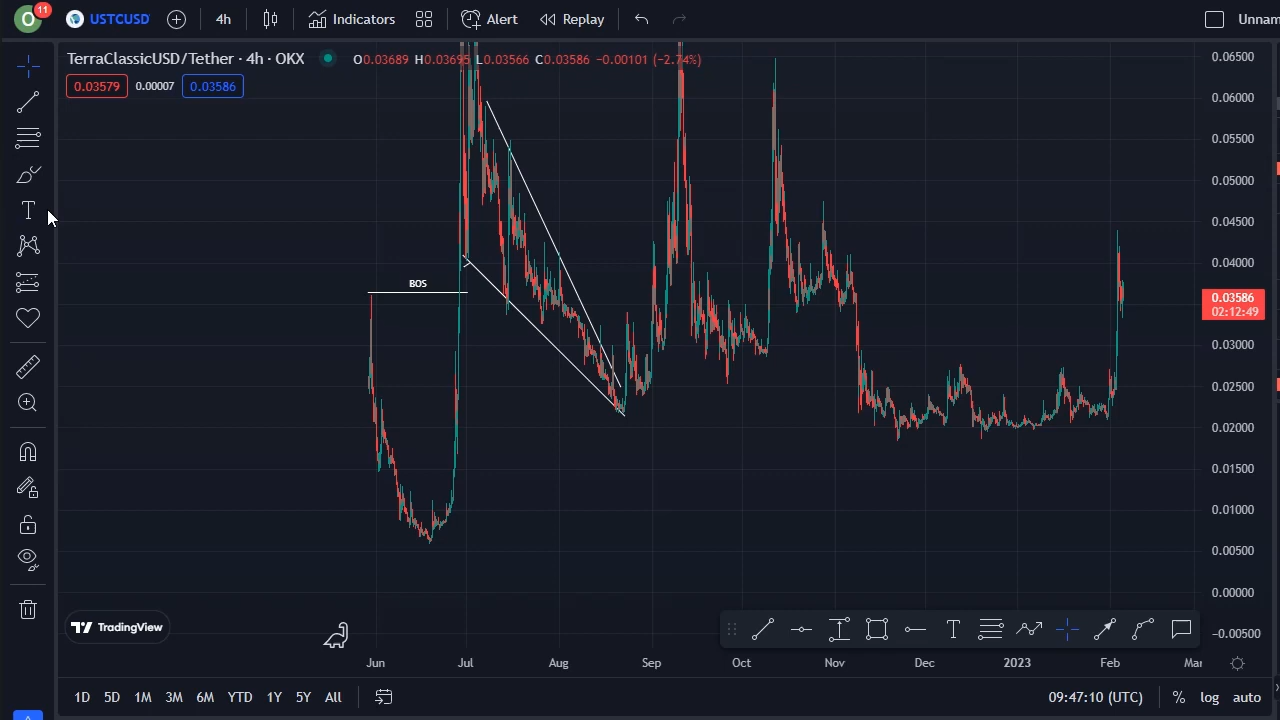 O 11 USTCUSD 4h Indicators Alert Replay Unnam
TerraClassicUSD/Tether · 4h · OKX O0.03689 H0.03695 L0.03566 C0.03586 −0.00101 (−2.74%)
0.03579 0.00007 0.03586
T
BOS
0.06500
0.06000
0.05500
0.05000
0.04500
0.04000
0.03586
02:12:49
0.03000
0.02500
0.02000
0.01500
0.01000
0.00500
0.00000
−0.00500
TradingView
T
Jun Jul Aug Sep Oct Nov Dec 2023 Feb Mar
1D 5D 1M 3M 6M YTD 1Y 5Y All 09:47:10 (UTC) % log auto